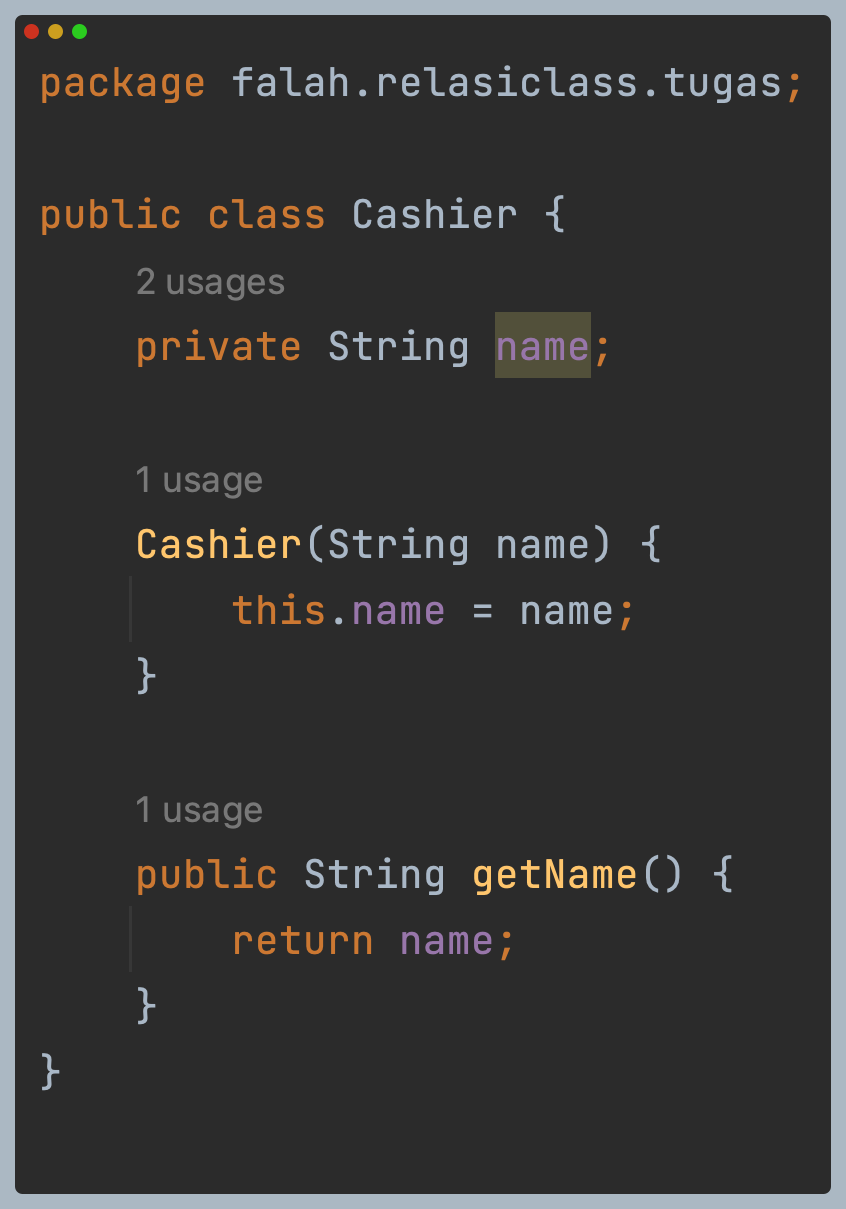 package falah.relasiclass.tugas;
public class Cashier {
2 usages
private String name;
1 usage
Cashier(String name) {
this.name = name;
}
1 usage
public String getName() {
return name;
}
}